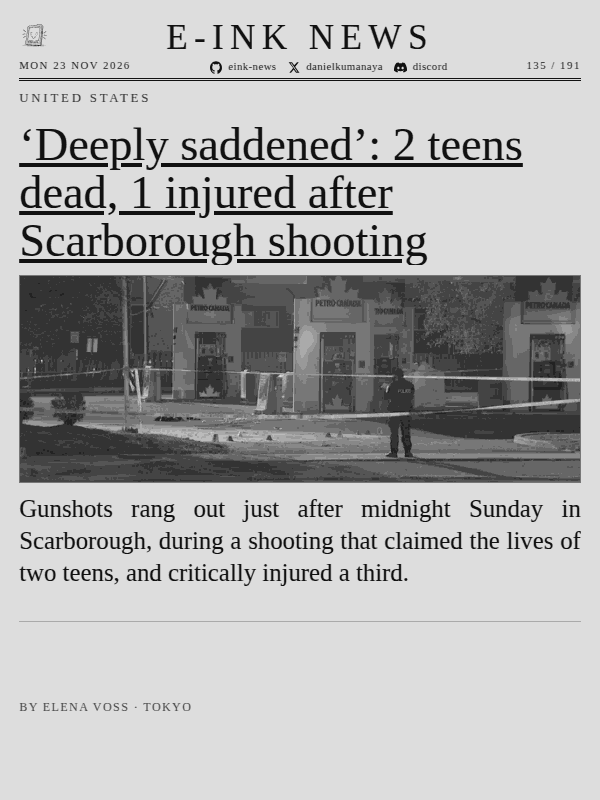 E-INK NEWS
MON 23 NOV 2026
eink-news
danielkumanaya
discord
135 / 191
UNITED STATES
‘Deeply saddened’: 2 teens
dead, 1 injured after
Scarborough shooting
PETRO-CANADA
PETRO-CANADA
PETRO-CANADA
POLICE
Gunshots rang out just after midnight Sunday in
Scarborough, during a shooting that claimed the lives of
two teens, and critically injured a third.
BY ELENA VOSS · TOKYO